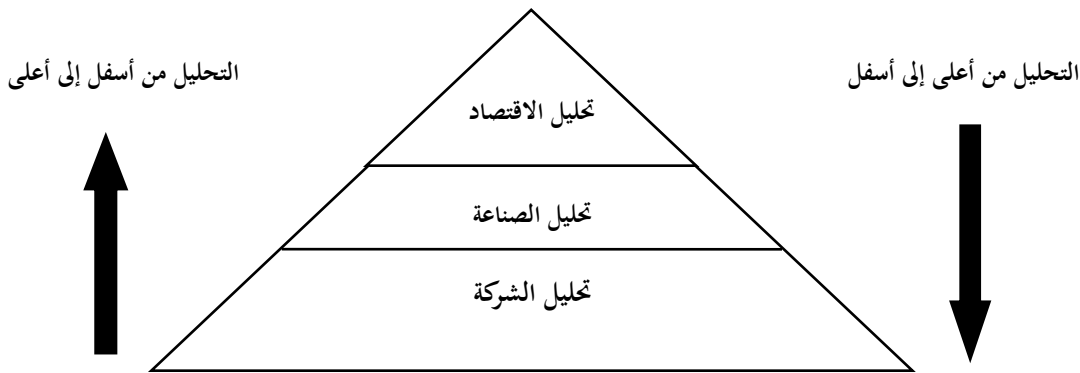 التحليل من أعلى إلى أسفل
التحليل من أسفل إلى أعلى
تحليل الاقتصاد
تحليل الصناعة
تحليل الشركة